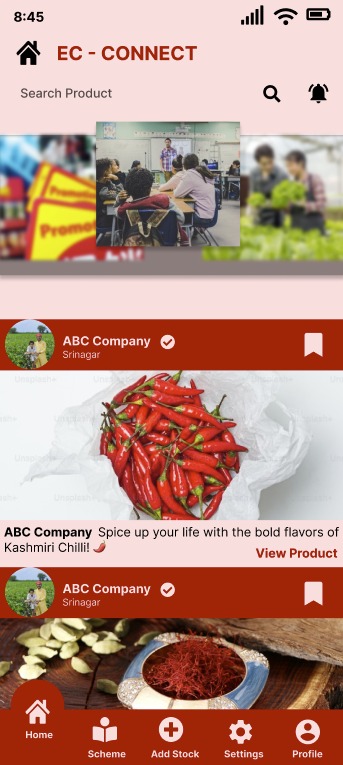 8:45
EC - CONNECT
Search Product
Promo
ABC Company
Srinagar
ABC Company Spice up your life with the bold flavors of
Kashmiri Chilli! 🌶️
View Product
ABC Company
Srinagar
Home
Scheme
Add Stock
Settings
Profile